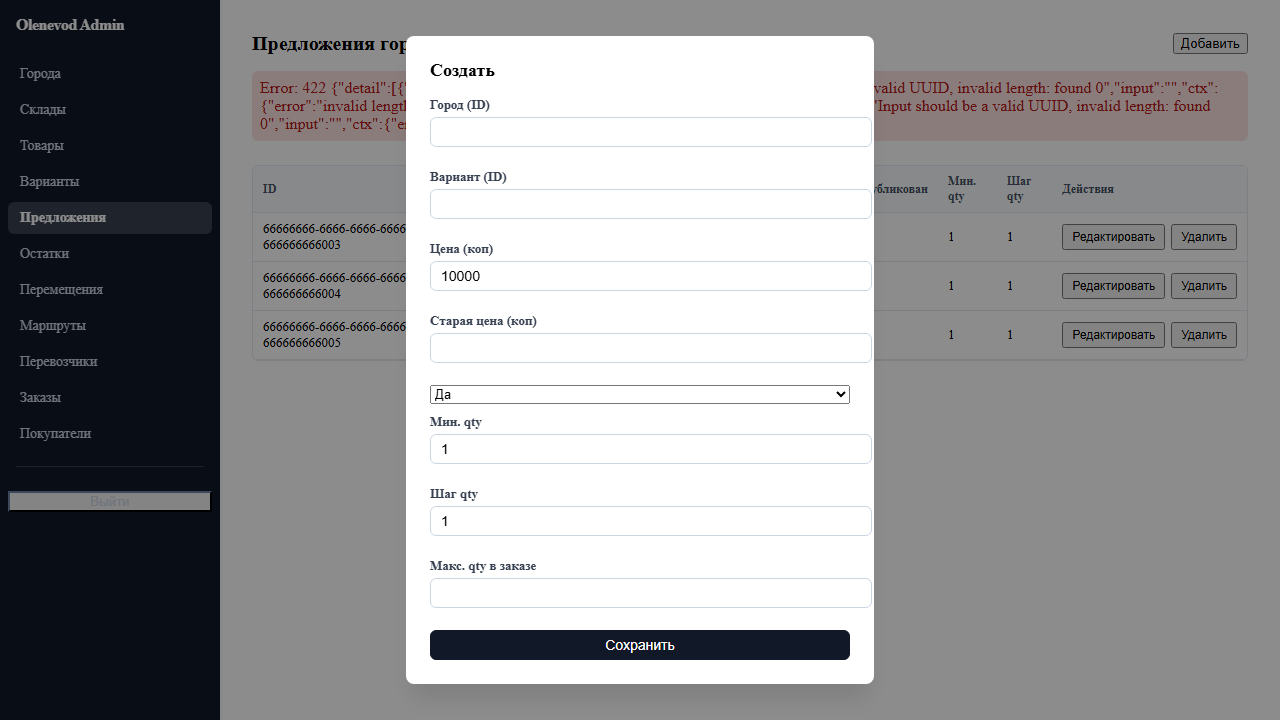 Olenevod Admin
Города
Склады
Товары
Варианты
Предложения
Остатки
Перемещения
Маршруты
Перевозчики
Заказы
Покупатели
Выйти
Предложения гор
Добавить
Error: 422 {"detail":[{" valid UUID, invalid length: found 0","input":"","ctx":
{"error":"invalid length "Input should be a valid UUID, invalid length: found
0","input":"","ctx":{"er
ID Мин. qty Шаг qty Действия
66666666-6666-6666-6666
666666666003 1 1 Редактировать Удалить
66666666-6666-6666-6666
666666666004 1 1 Редактировать Удалить
66666666-6666-6666-6666
666666666005 1 1 Редактировать Удалить
Создать
Город (ID)
Вариант (ID)
Цена (коп)
10000
Старая цена (коп)
Да
Мин. qty
1
Шаг qty
1
Макс. qty в заказе
Сохранить